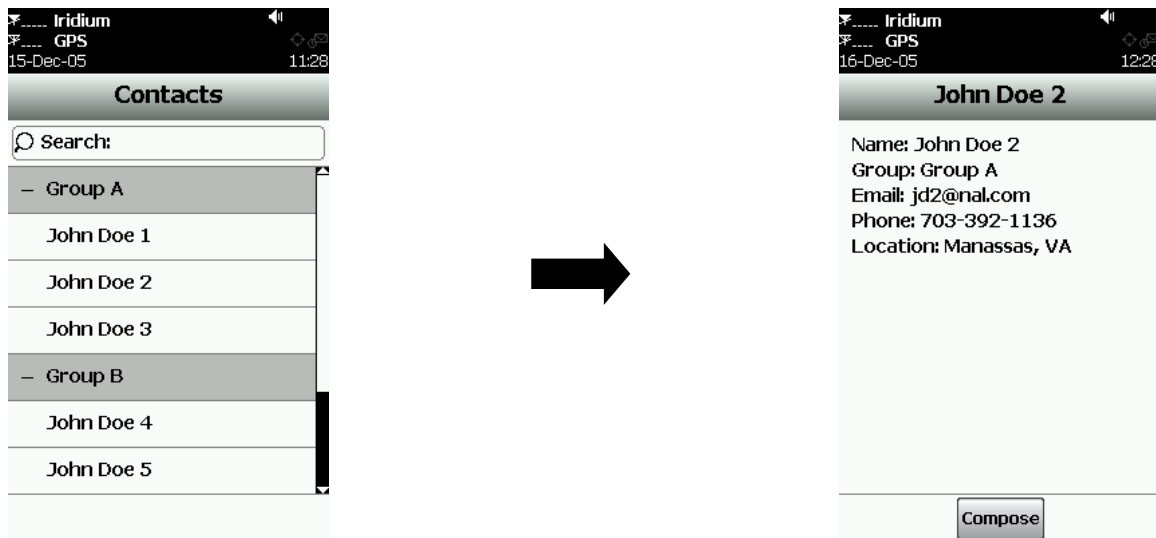 Iridium
GPS
15-Dec-05 11:28
Contacts
Search:
– Group A
John Doe 1
John Doe 2
John Doe 3
– Group B
John Doe 4
John Doe 5
Iridium
GPS
16-Dec-05 12:28
John Doe 2
Name: John Doe 2
Group: Group A
Email: jd2@nal.com
Phone: 703-392-1136
Location: Manassas, VA
Compose